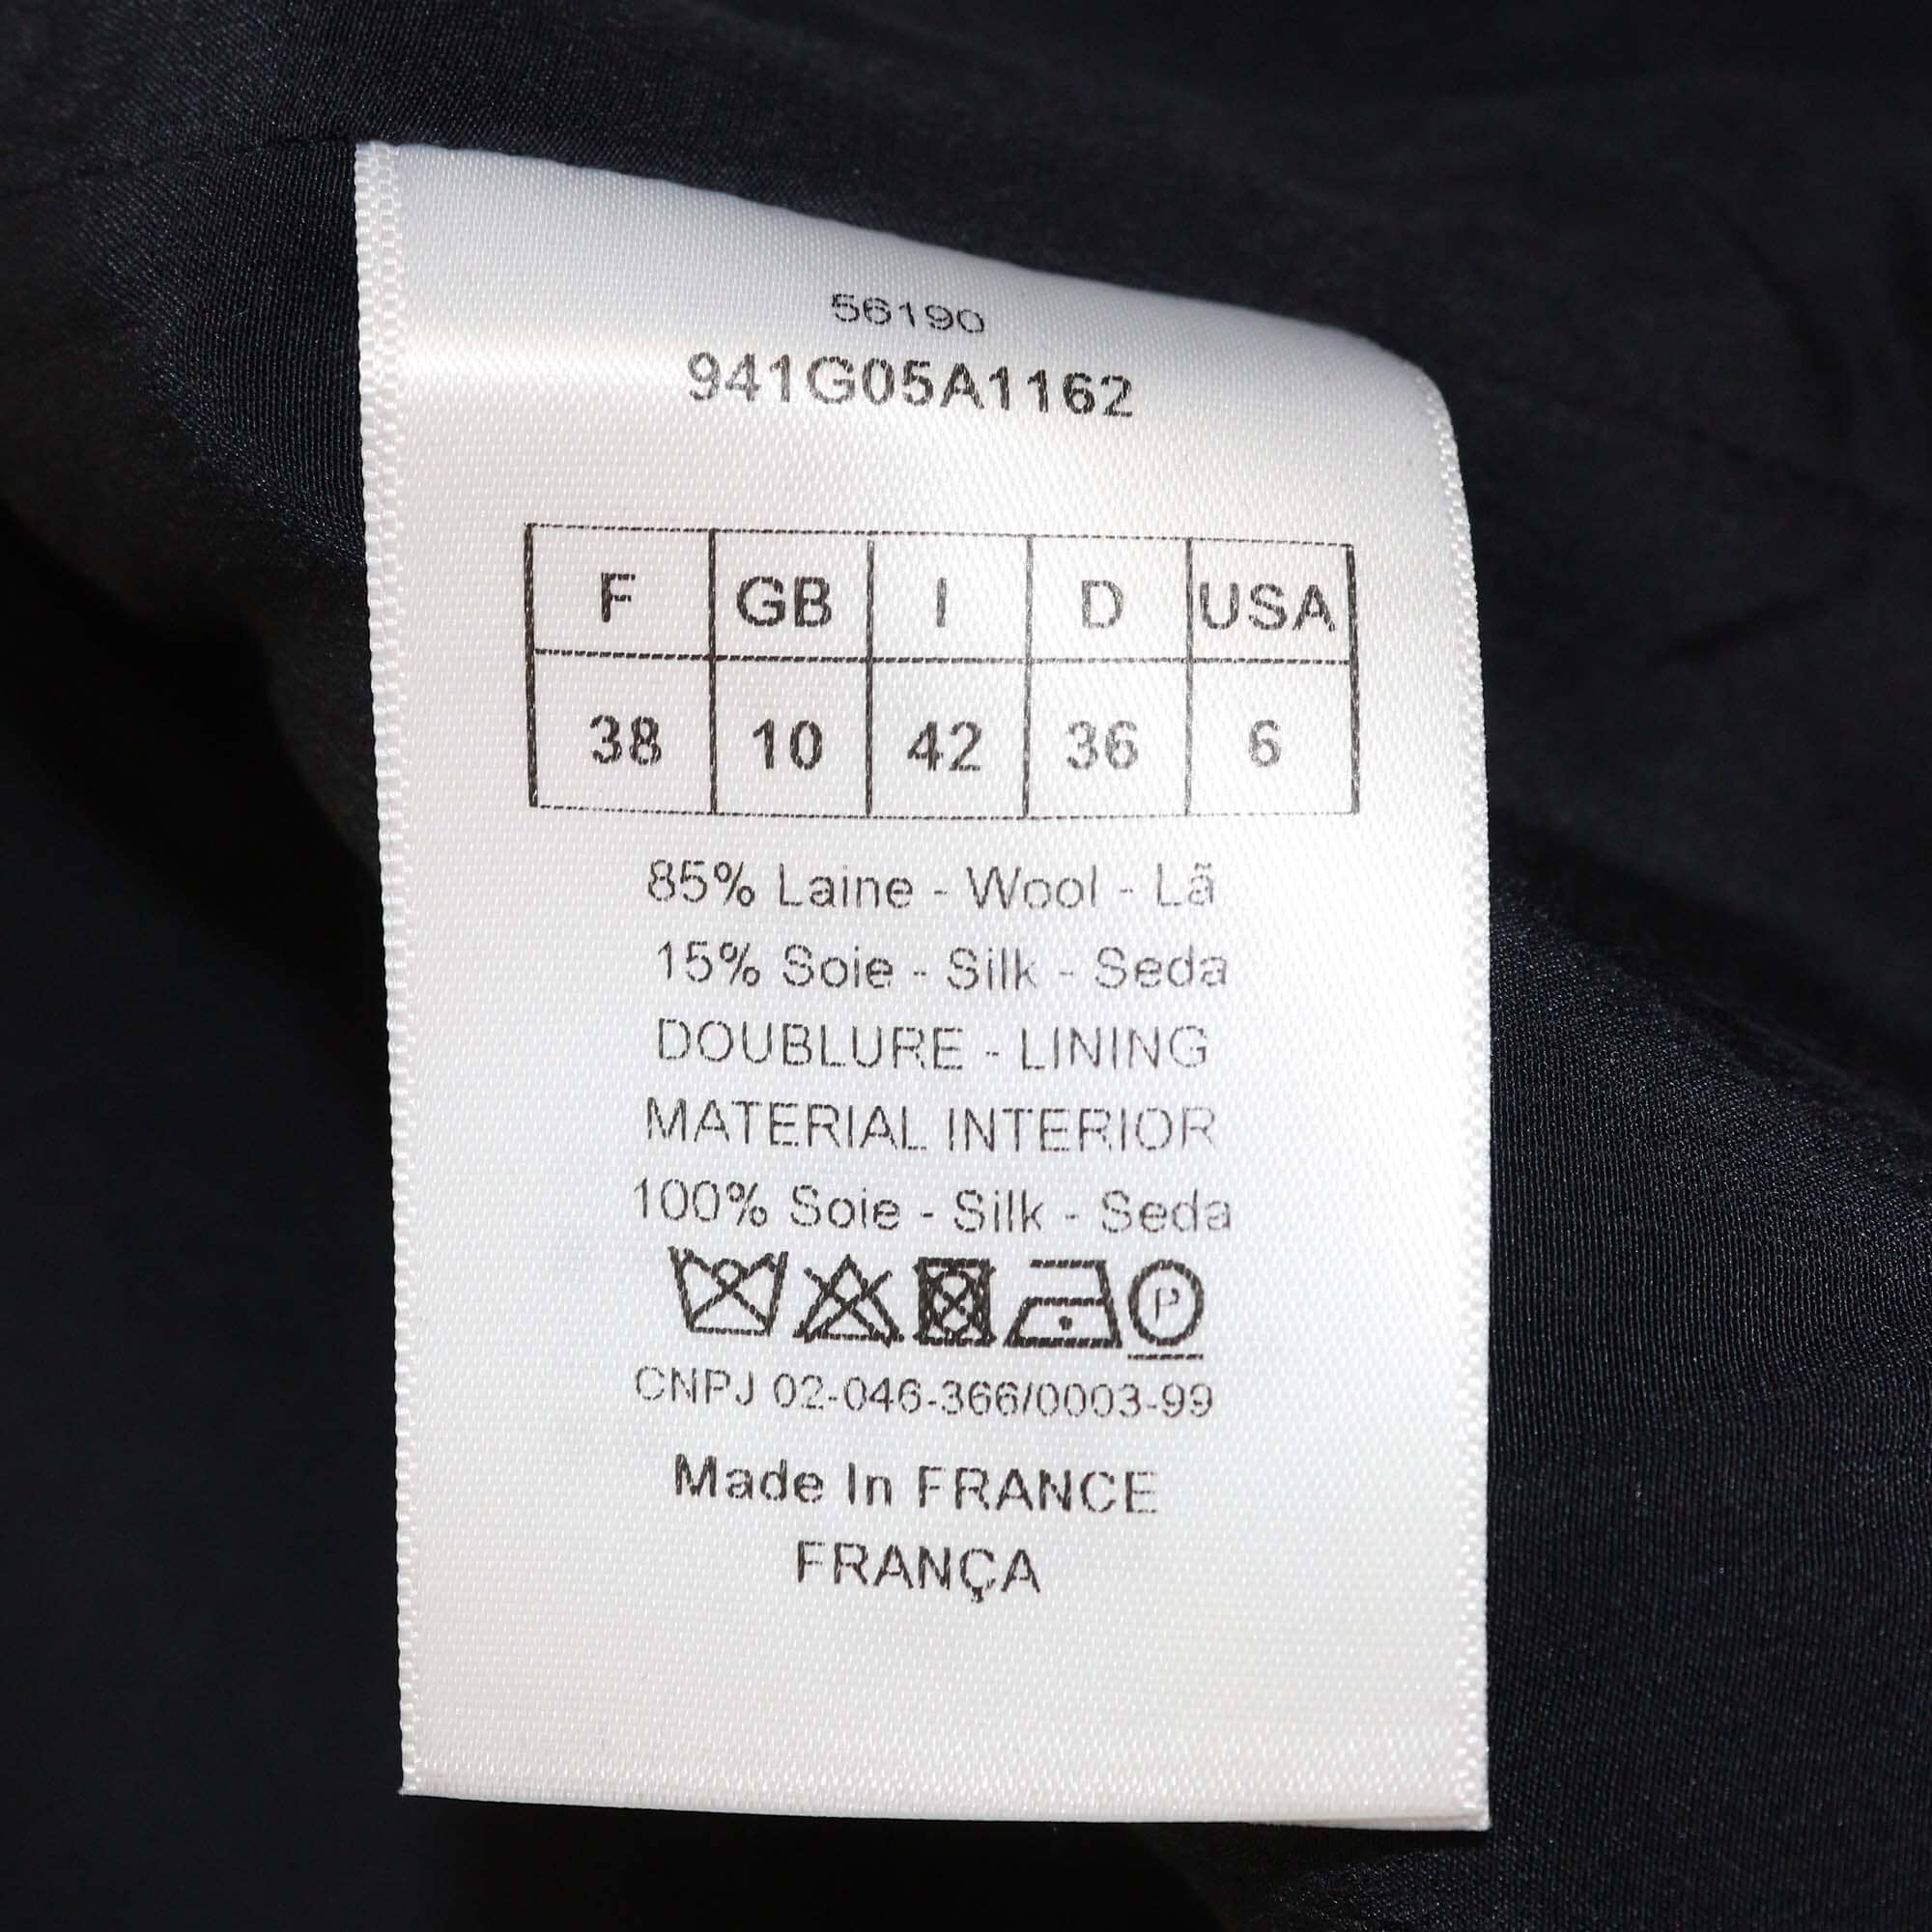 56190
941G05A1162
F GB I D USA
38 10 42 36 6
85% Laine - Wool - Lã
15% Soie - Silk - Seda
DOUBLURE - LINING
MATERIAL INTERIOR
100% Soie - Silk - Seda
P
CNPJ 02-046-366/0003-99
Made In FRANCE
FRANÇA